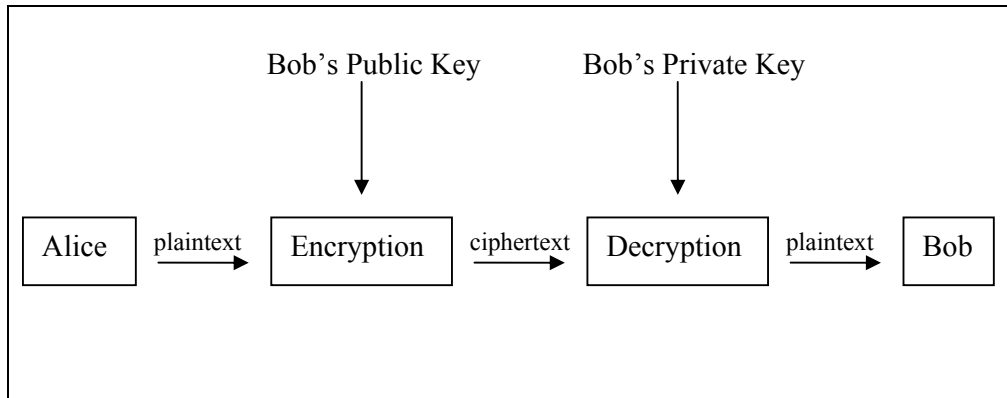 Bob’s Public Key
Bob’s Private Key
Alice
plaintext
Encryption
ciphertext
Decryption
plaintext
Bob